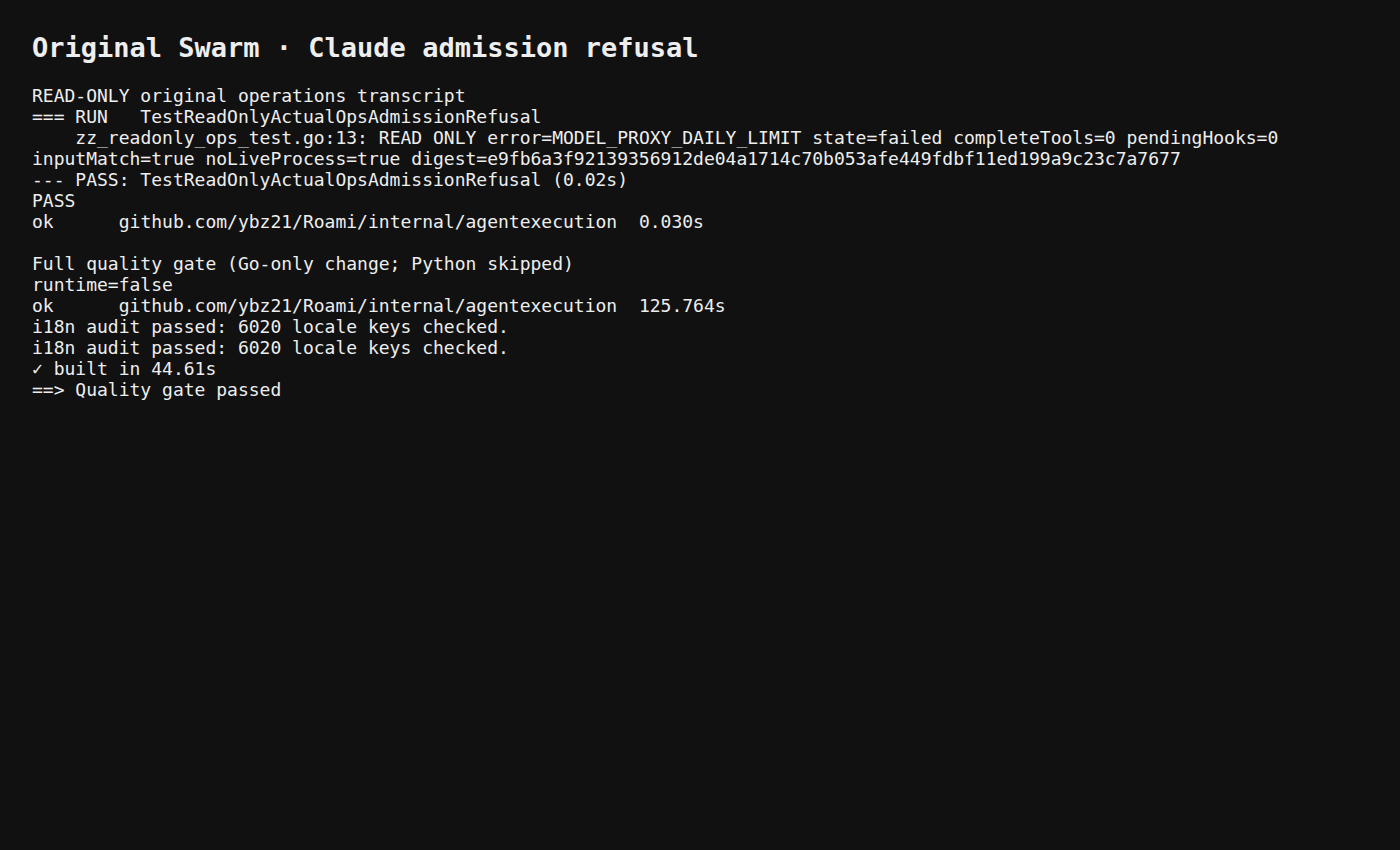 Original Swarm · Claude admission refusal
READ-ONLY original operations transcript
=== RUN   TestReadOnlyActualOpsAdmissionRefusal
    zz_readonly_ops_test.go:13: READ ONLY error=MODEL_PROXY_DAILY_LIMIT state=failed completeTools=0 pendingHooks=0
inputMatch=true noLiveProcess=true digest=e9fb6a3f92139356912de04a1714c70b053afe449fdbf11ed199a9c23c7a7677
--- PASS: TestReadOnlyActualOpsAdmissionRefusal (0.02s)
PASS
ok      github.com/ybz21/Roami/internal/agentexecution  0.030s
Full quality gate (Go-only change; Python skipped)
runtime=false
ok      github.com/ybz21/Roami/internal/agentexecution  125.764s
i18n audit passed: 6020 locale keys checked.
i18n audit passed: 6020 locale keys checked.
✓ built in 44.61s
==> Quality gate passed